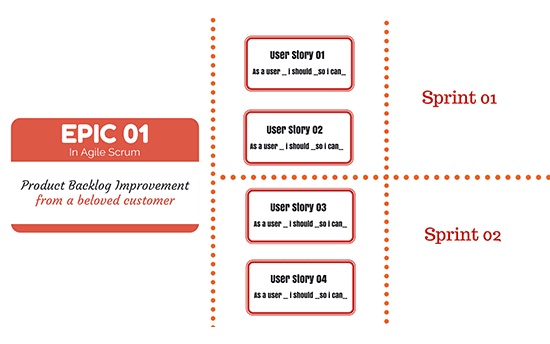 EPIC 01
In Agile Scrum
Product Backlog Improvement
from a beloved customer
User Story 01
As a user _ i should _so i can_
User Story 02
As a user _ i should _so i can_
Sprint 01
User Story 03
As a user _ i should _so i can_
User Story 04
As a user _ i should _so i can_
Sprint 02